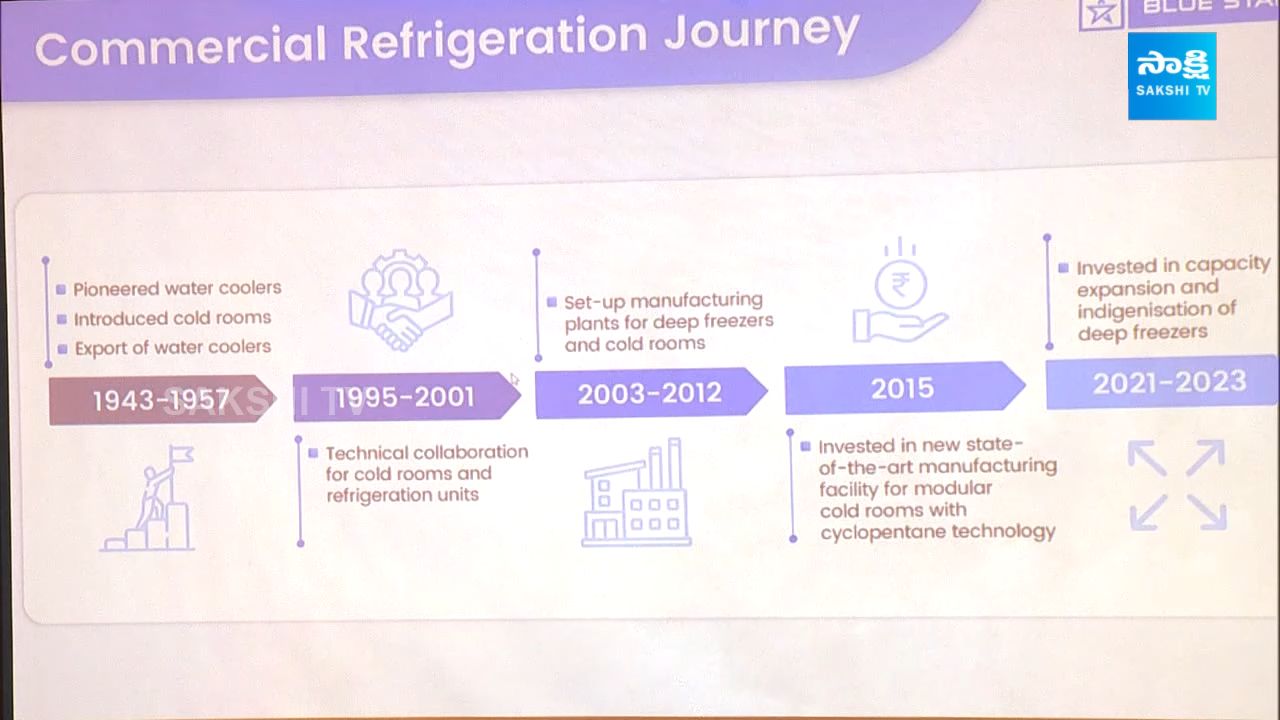 Commercial Refrigeration Journey
BLUE STA
సాక్షి
SAKSHI TV
Pioneered water coolers
Introduced cold rooms
Export of water coolers
1943-1957
SAKSHI TV
1995-2001
Technical collaboration
for cold rooms and
refrigeration units
Set-up manufacturing
plants for deep freezers
and cold rooms
2003-2012
₹
2015
Invested in new state-
of-the-art manufacturing
facility for modular
cold rooms with
cyclopentane technology
Invested in capacity
expansion and
indigenisation of
deep freezers
2021-2023